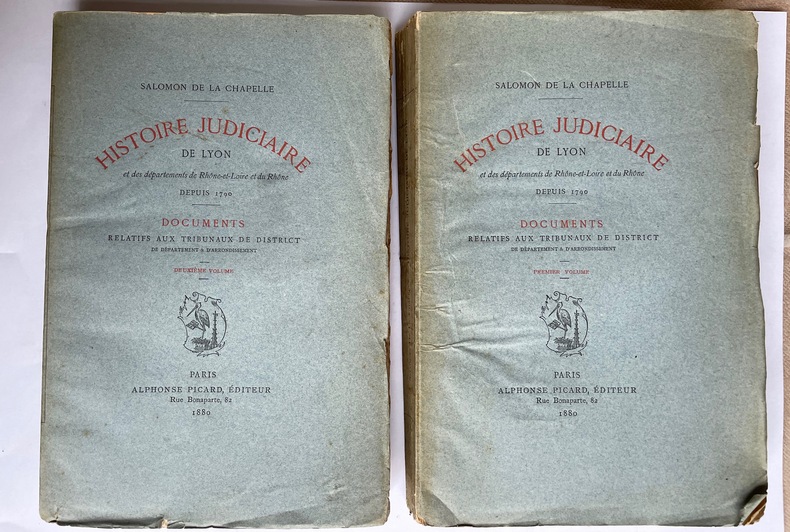 SALOMON DE LA CHAPELLE
HISTOIRE JUDICIAIRE
DE LYON
et des départements de Rhône-et-Loire et du Rhône
DEPUIS 1790
DOCUMENTS
RELATIFS AUX TRIBUNAUX DE DISTRICT
DE DÉPARTEMENT & D'ARRONDISSEMENT
DEUXIÈME VOLUME
PARIS
ALPHONSE PICARD, ÉDITEUR
Rue Bonaparte, 82
1880
SALOMON DE LA CHAPELLE
HISTOIRE JUDICIAIRE
DE LYON
et des départements de Rhône-et-Loire et du Rhône
DEPUIS 1790
DOCUMENTS
RELATIFS AUX TRIBUNAUX DE DISTRICT
DE DÉPARTEMENT & D'ARRONDISSEMENT
PREMIER VOLUME
PARIS
ALPHONSE PICARD, ÉDITEUR
Rue Bonaparte, 82
1880